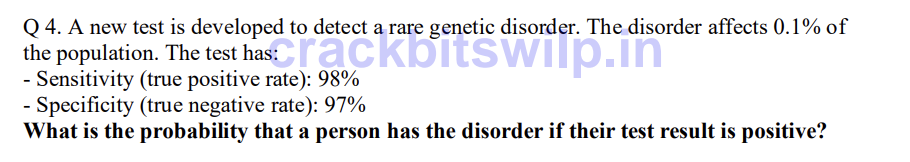 Q 4. A new test is developed to detect a rare genetic disorder. The disorder affects 0.1% of
the population. The test has:
crackbitswilp.in
- Sensitivity (true positive rate): 98%
- Specificity (true negative rate): 97%
What is the probability that a person has the disorder if their test result is positive?